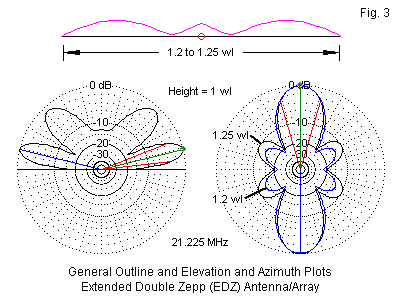 Fig. 3
1.2 to 1.25 wl
0 dB
Height = 1 wl
0 dB
10
20
30
1.25 wl
1.2 wl
10
20
30
21.225 MHz
General Outline and Elevation and Azimuth Plots
Extended Double Zepp (EDZ) Antenna/Array